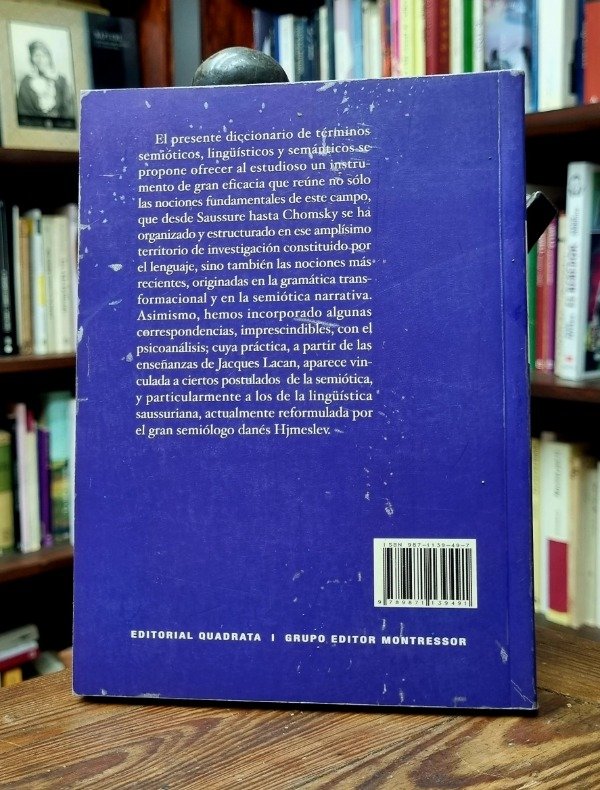 El presente diccionario de términos
semióticos, lingüísticos y semánticos se
propone ofrecer al estudioso un instru-
mento de gran eficacia que reúne no sólo
las nociones fundamentales de este campo,
que desde Saussure hasta Chomsky se ha
organizado y estructurado en ese amplísimo
territorio de investigación constituido por
el lenguaje, sino también las nociones más
recientes, originadas en la gramática trans-
formacional y en la semiótica narrativa.
Asimismo, hemos incorporado algunas
correspondencias, imprescindibles, con el
psicoanálisis; cuya práctica, a partir de las
enseñanzas de Jacques Lacan, aparece vin-
culada a ciertos postulados de la semiótica,
y particularmente a los de la lingüística
saussuriana, actualmente reformulada por
el gran semiólogo danés Hjmeslev.
ISBN 987-1139-49-7
9 789871 139491
EDITORIAL QUADRATA I GRUPO EDITOR MONTRESSOR